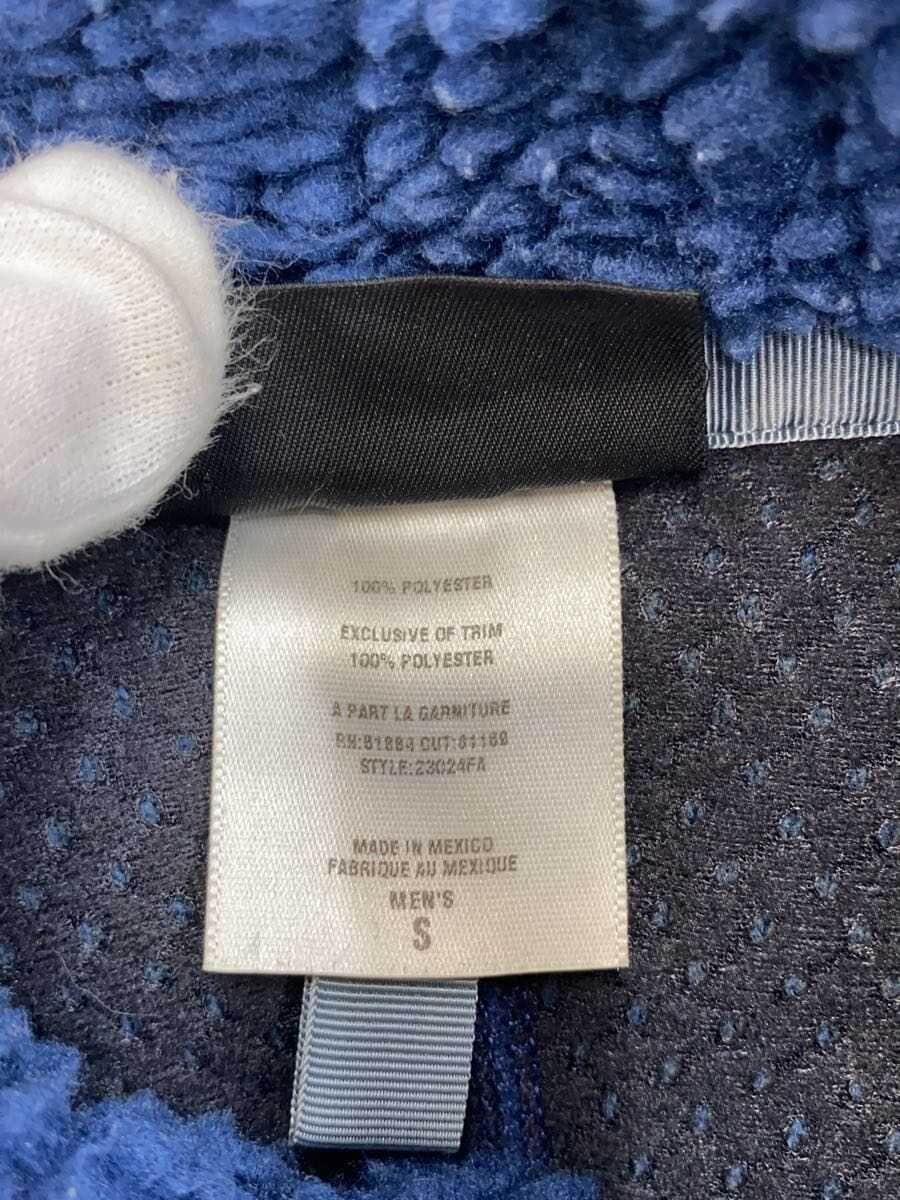 100% POLYESTER
EXCLUSIVE OF TRIM
100% POLYESTER
A PART LA GARNITURE
RN:51884 CUT:61168
STYLE:23024FA
MADE IN MEXICO
FABRIQUE AU MEXIQUE
MEN'S
S